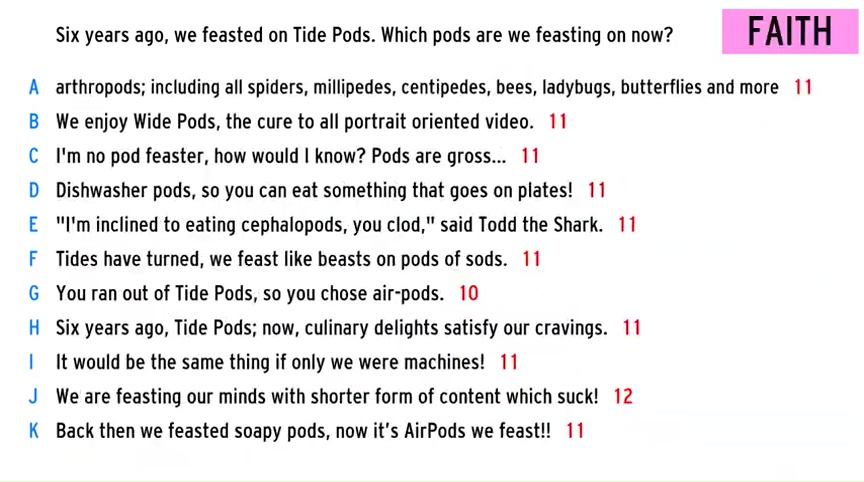 Six years ago, we feasted on Tide Pods. Which pods are we feasting on now?
FAITH
A arthropods; including all spiders, millipedes, centipedes, bees, ladybugs, butterflies and more 11
B We enjoy Wide Pods, the cure to all portrait oriented video. 11
C I'm no pod feaster, how would I know? Pods are gross... 11
D Dishwasher pods, so you can eat something that goes on plates! 11
E "I'm inclined to eating cephalopods, you clod," said Todd the Shark. 11
F Tides have turned, we feast like beasts on pods of sods. 11
G You ran out of Tide Pods, so you chose air-pods. 10
H Six years ago, Tide Pods; now, culinary delights satisfy our cravings. 11
I It would be the same thing if only we were machines! 11
J We are feasting our minds with shorter form of content which suck! 12
K Back then we feasted soapy pods, now it's AirPods we feast!! 11